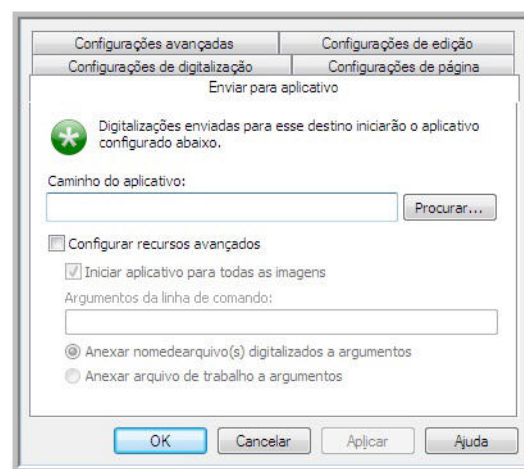 Configurações avançadas
Configurações de edição
Configurações de digitalização
Configurações de página
Enviar para aplicativo
Digitalizações enviadas para esse destino iniciarão o aplicativo
configurado abaixo.
Caminho do aplicativo:
Procurar...
Configurar recursos avançados
Iniciar aplicativo para todas as imagens
Argumentos da linha de comando:
Anexar nomedearquivo(s) digitalizados a argumentos
Anexar arquivo de trabalho a argumentos
OK
Cancelar
Aplicar
Ajuda